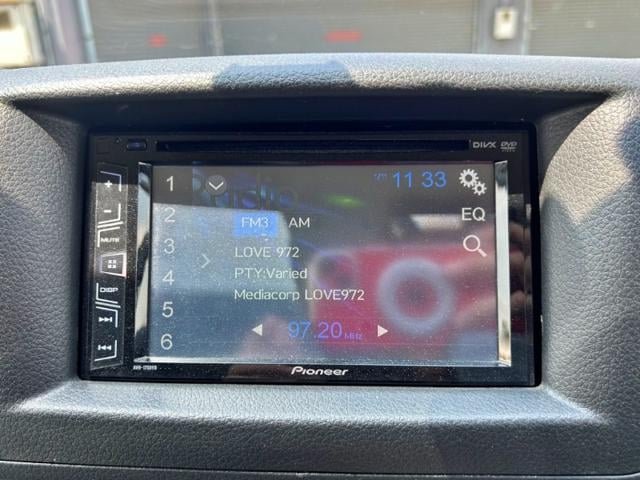 DIVX DVD
1 11 33
2 FM3 AM EQ
3 LOVE 972
4 PTY:Varied
5 Mediacorp LOVE972
6 97.20 MHz
+
-
MUTE
DISP
Pioneer